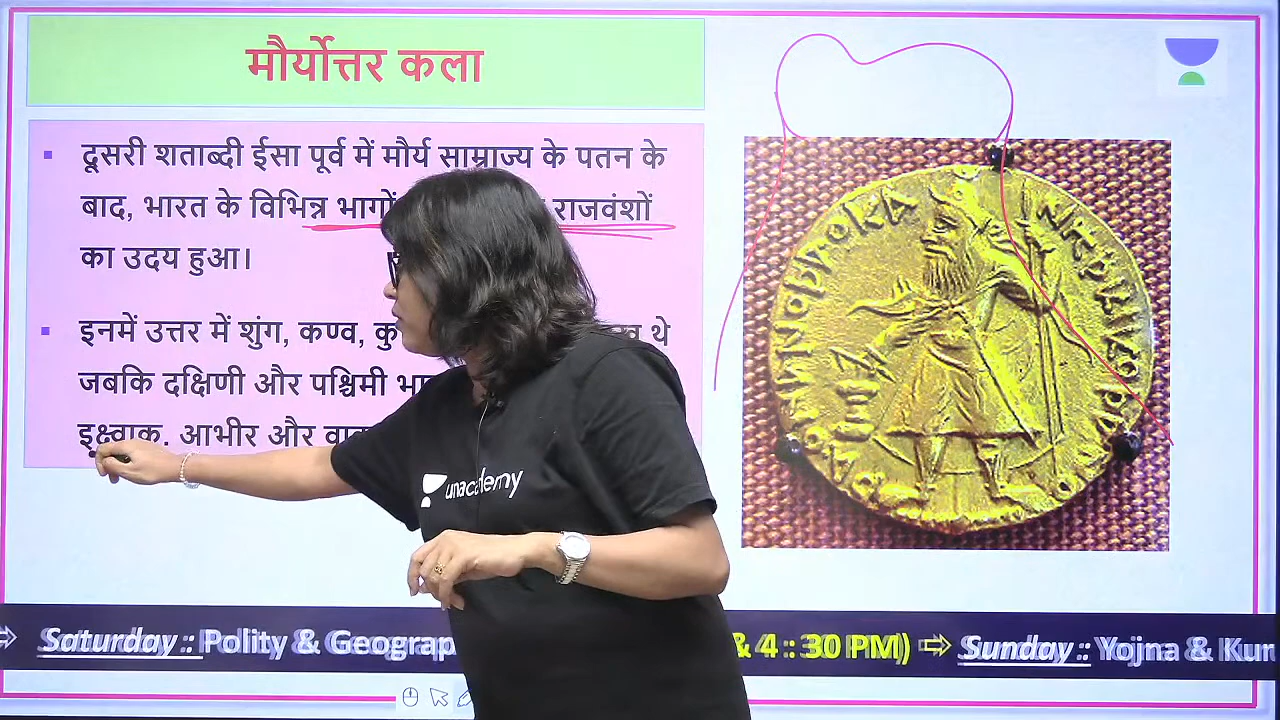 मौर्योत्तर कला
दूसरी शताब्दी ईसा पूर्व में मौर्य साम्राज्य के पतन के
बाद, भारत के विभिन्न भागों राजवंशों
का उदय हुआ।
इनमें उत्तर में शुंग, कण्व, थे
जबकि दक्षिणी और पश्चिमी
इक्ष्वाकु, आभीर और
unacademy
Saturday :: Polity & Geograp & 4 :: 30 PM) ⇨ Sunday :: Yojna & Kur